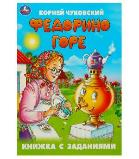 КОРНЕЙ ЧУКОВСКИЙ
ФЕДОРИНО
ГОРЕ
КНИЖКА С ЗАДАНИЯМИ